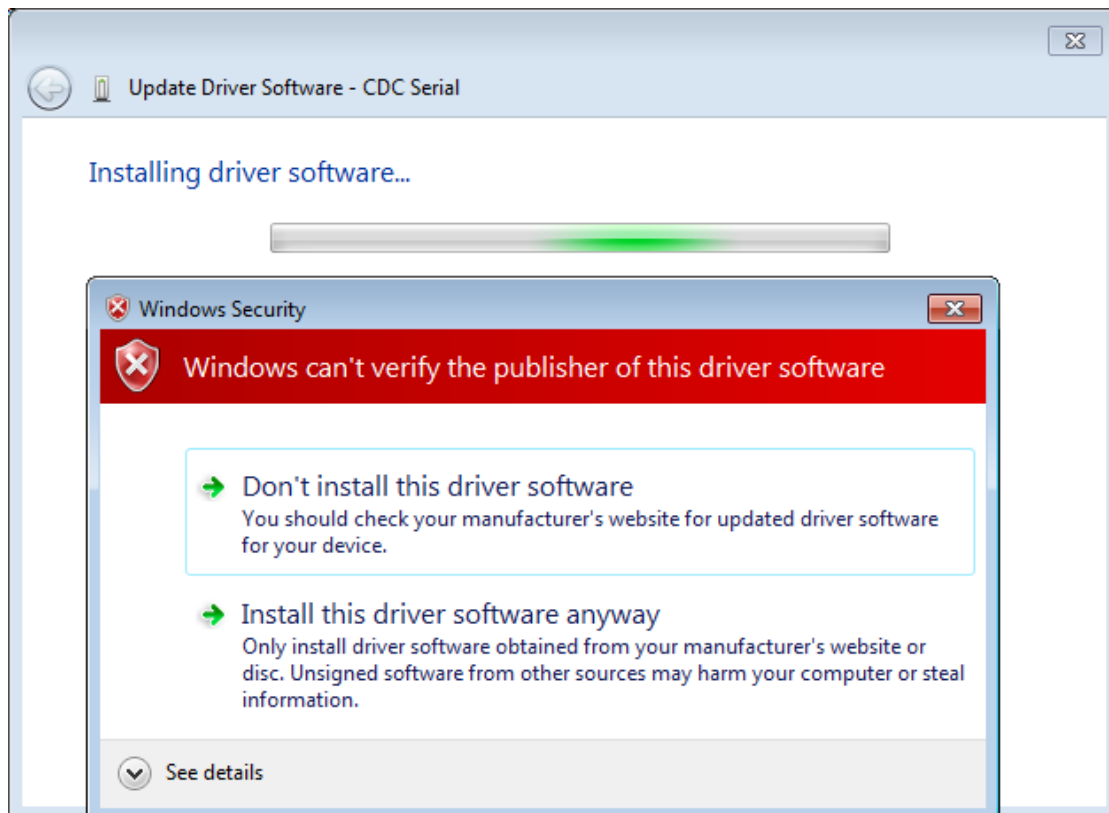 Update Driver Software - CDC Serial
Installing driver software...
Windows Security
Windows can't verify the publisher of this driver software
Don't install this driver software
You should check your manufacturer's website for updated driver software
for your device.
Install this driver software anyway
Only install driver software obtained from your manufacturer's website or
disc. Unsigned software from other sources may harm your computer or steal
information.
See details